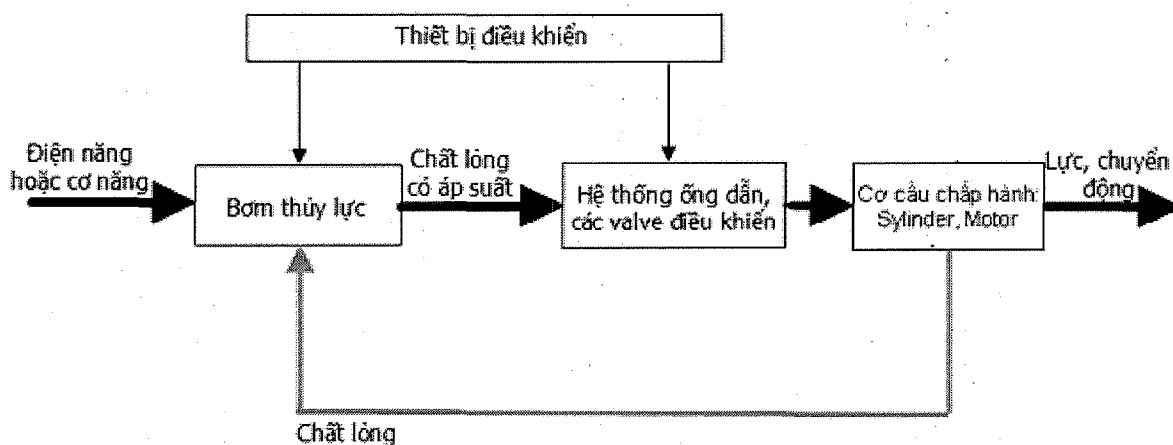 Thiết bị điều khiển
Điện năng
hoặc cơ năng
Bơm thủy lực
Chất lỏng
có áp suất
Hệ thống ống dẫn,
các valve điều khiển
Cơ cấu chấp hành:
Sylinder, Motor
Lực, chuyển
động
Chất lỏng